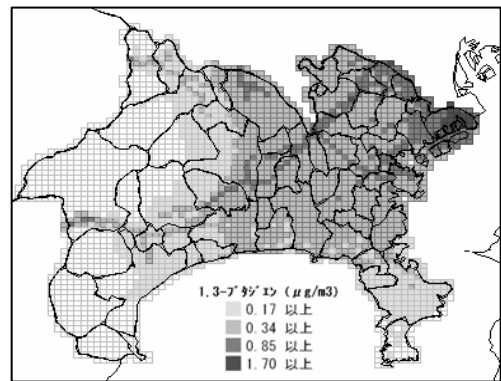 1,3-ブタジエン (μg/m3)
0.17 以上
0.34 以上
0.85 以上
1.70 以上